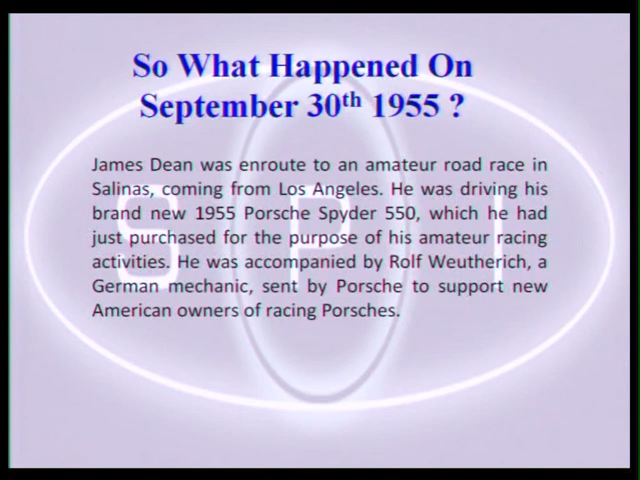 So What Happened On
September 30th 1955 ?
James Dean was enroute to an amateur road race in
Salinas, coming from Los Angeles. He was driving his
brand new 1955 Porsche Spyder 550, which he had
just purchased for the purpose of his amateur racing
activities. He was accompanied by Rolf Weutherich, a
German mechanic, sent by Porsche to support new
American owners of racing Porsches.
S P I